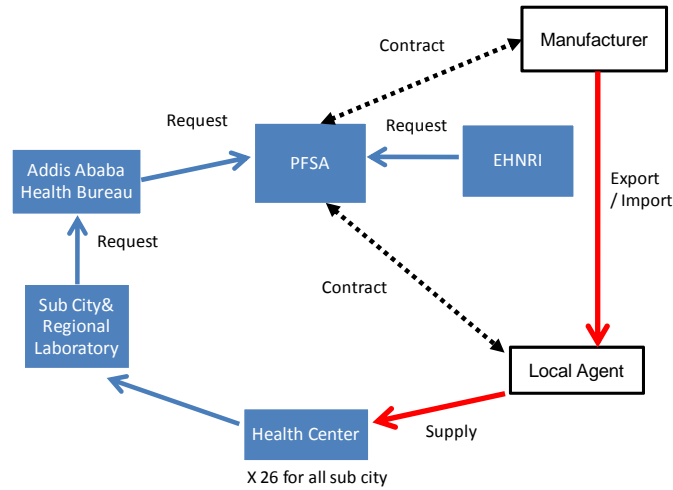 Contract
Manufacturer
Request
Request
PFSA
EHNRI
Addis Ababa
Health Bureau
Export
/ Import
Request
Sub City&
Regional
Laboratory
Contract
Local Agent
Health Center
Supply
X 26 for all sub city